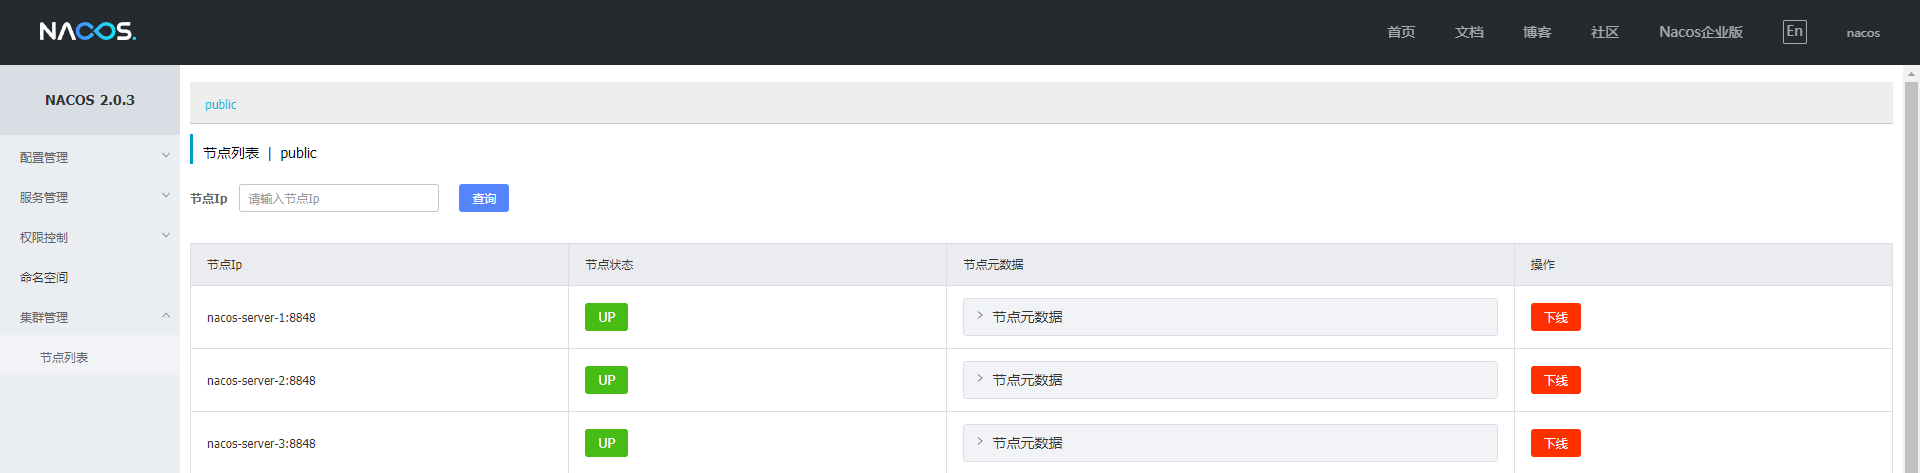 NACOS.
首页 文档 博客 社区 Nacos企业版 En nacos
NACOS 2.0.3
配置管理
服务管理
权限控制
命名空间
集群管理
节点列表
public
节点列表 | public
节点Ip 请输入节点Ip 查询
节点Ip 节点状态 节点元数据 操作
nacos-server-1:8848 UP 节点元数据 下线
nacos-server-2:8848 UP 节点元数据 下线
nacos-server-3:8848 UP 节点元数据 下线